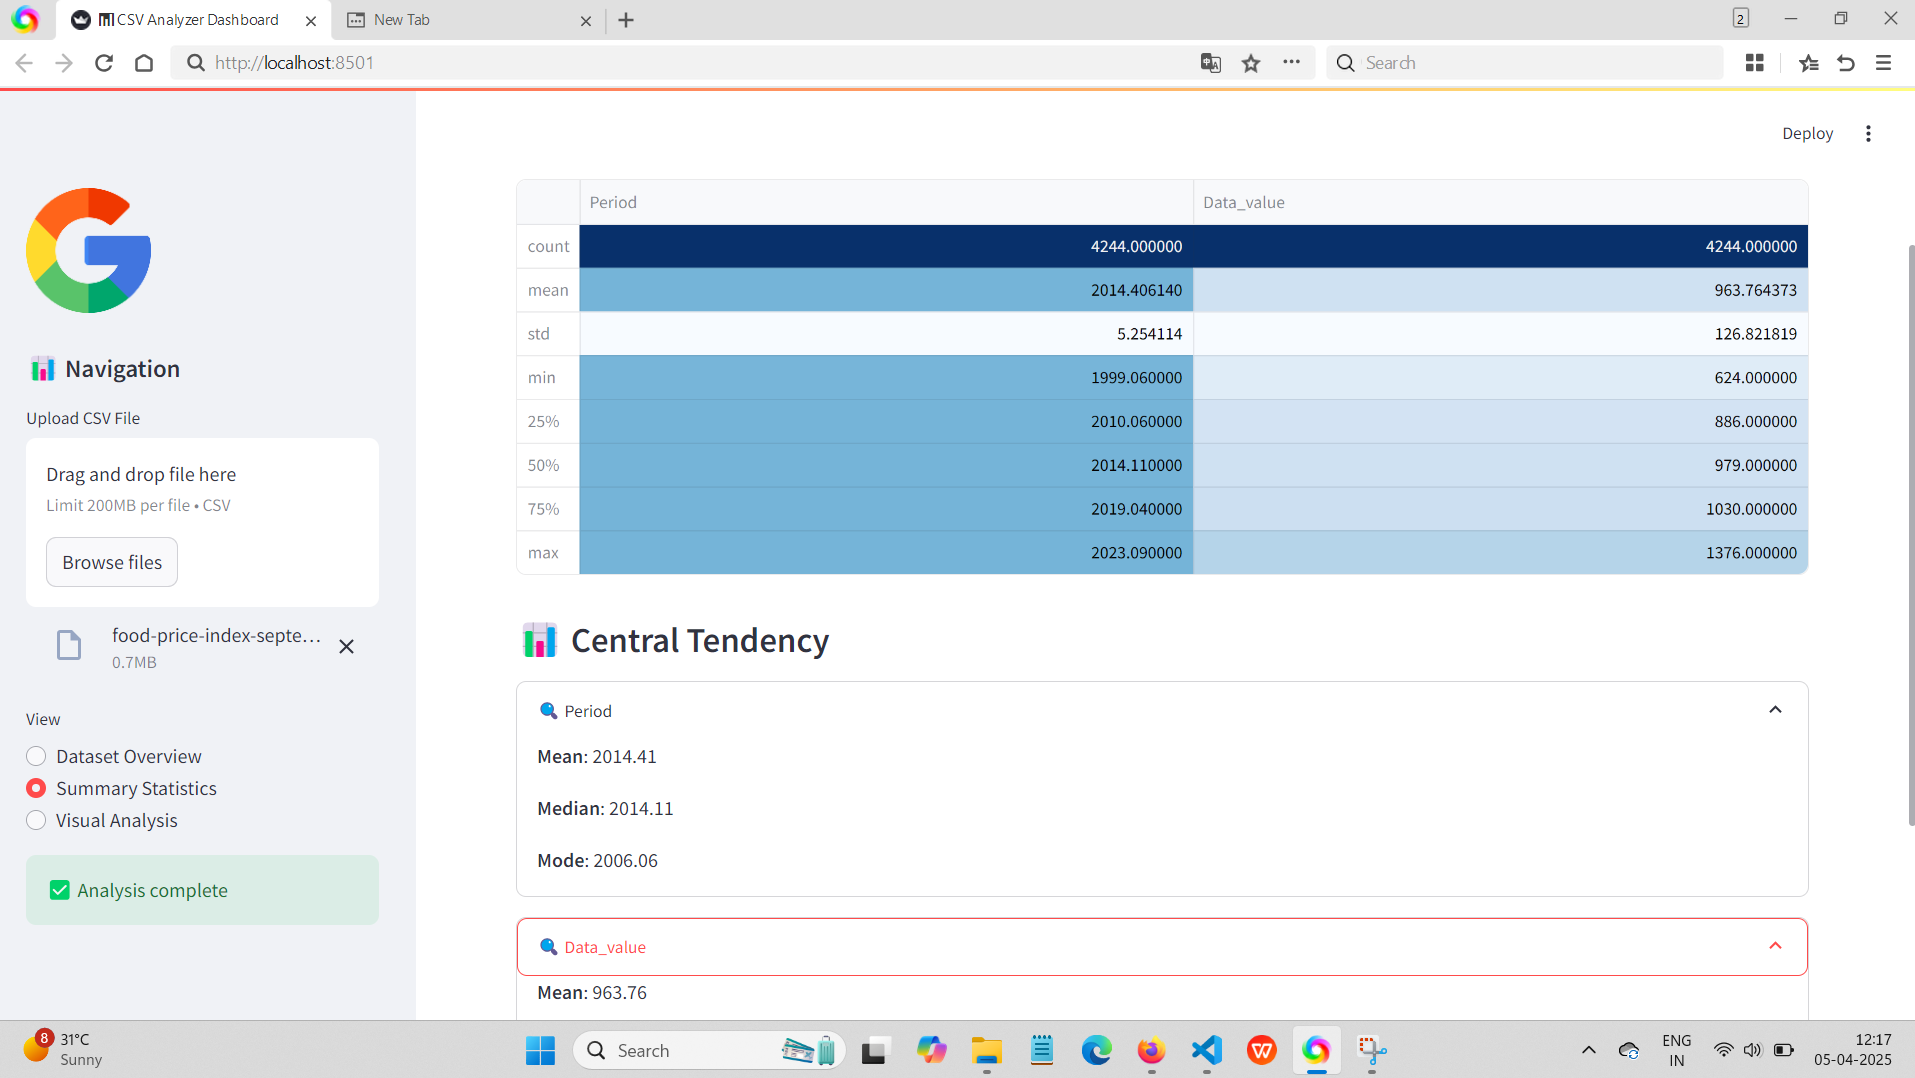 CSV Analyzer Dashboard
New Tab
2
http://localhost:8501
Search
Deploy
Navigation
Upload CSV File
Drag and drop file here
Limit 200MB per file • CSV
Browse files
food-price-index-septe...
0.7MB
View
Dataset Overview
Summary Statistics
Visual Analysis
Analysis complete
Period Data_value
count 4244.000000 4244.000000
mean 2014.406140 963.764373
std 5.254114 126.821819
min 1999.060000 624.000000
25% 2010.060000 886.000000
50% 2014.110000 979.000000
75% 2019.040000 1030.000000
max 2023.090000 1376.000000
Central Tendency
Period
Mean: 2014.41
Median: 2014.11
Mode: 2006.06
Data_value
Mean: 963.76
8
31°C
Sunny
Search
ENG
IN
12:17
05-04-2025